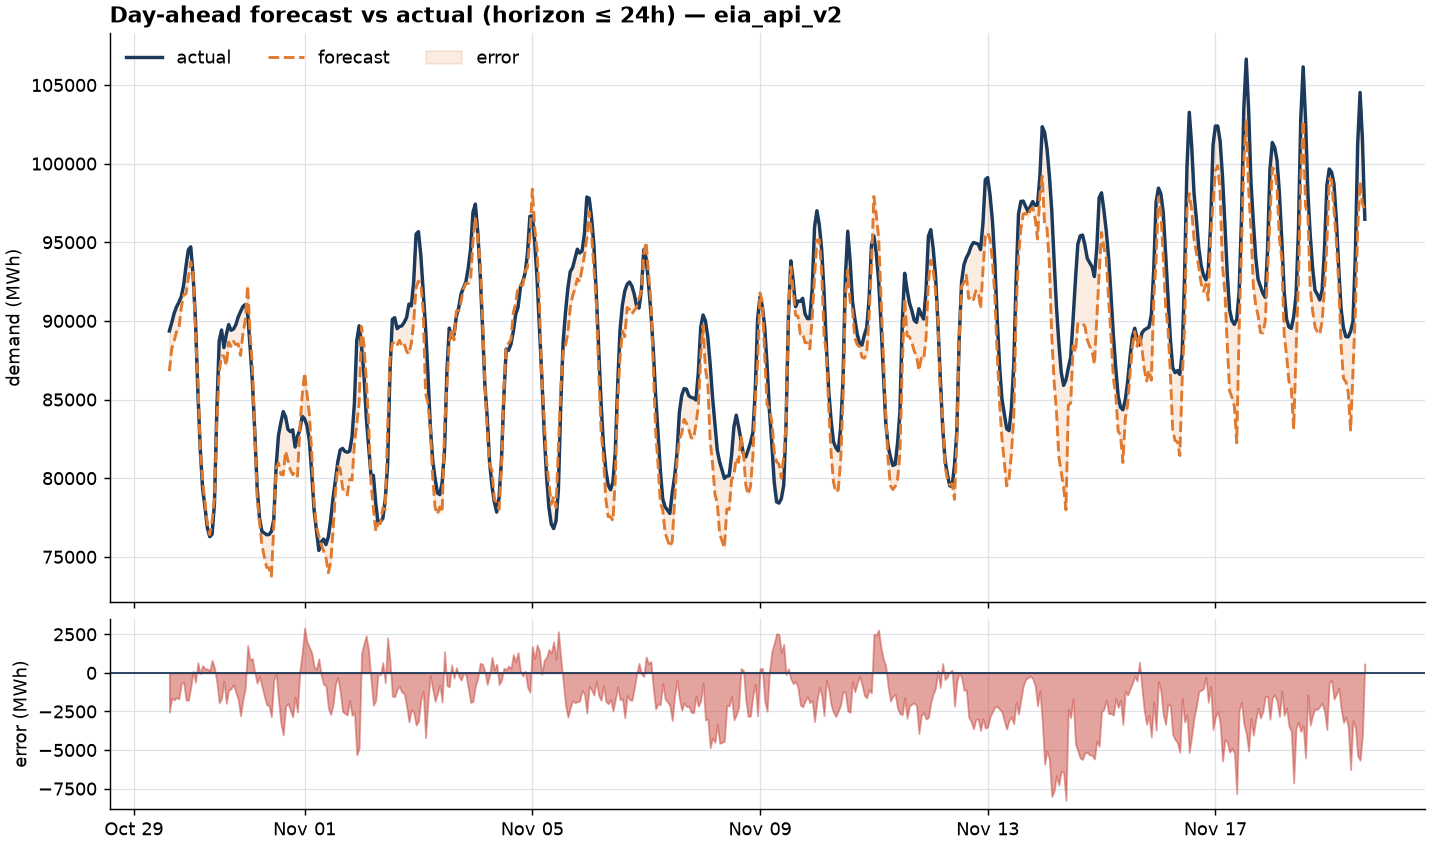 Day-ahead forecast vs actual (horizon ≤ 24h) — eia_api_v2
actual
forecast
error
demand (MWh)
105000
100000
95000
90000
85000
80000
75000
error (MWh)
2500
0
−2500
−5000
−7500
Oct 29
Nov 01
Nov 05
Nov 09
Nov 13
Nov 17